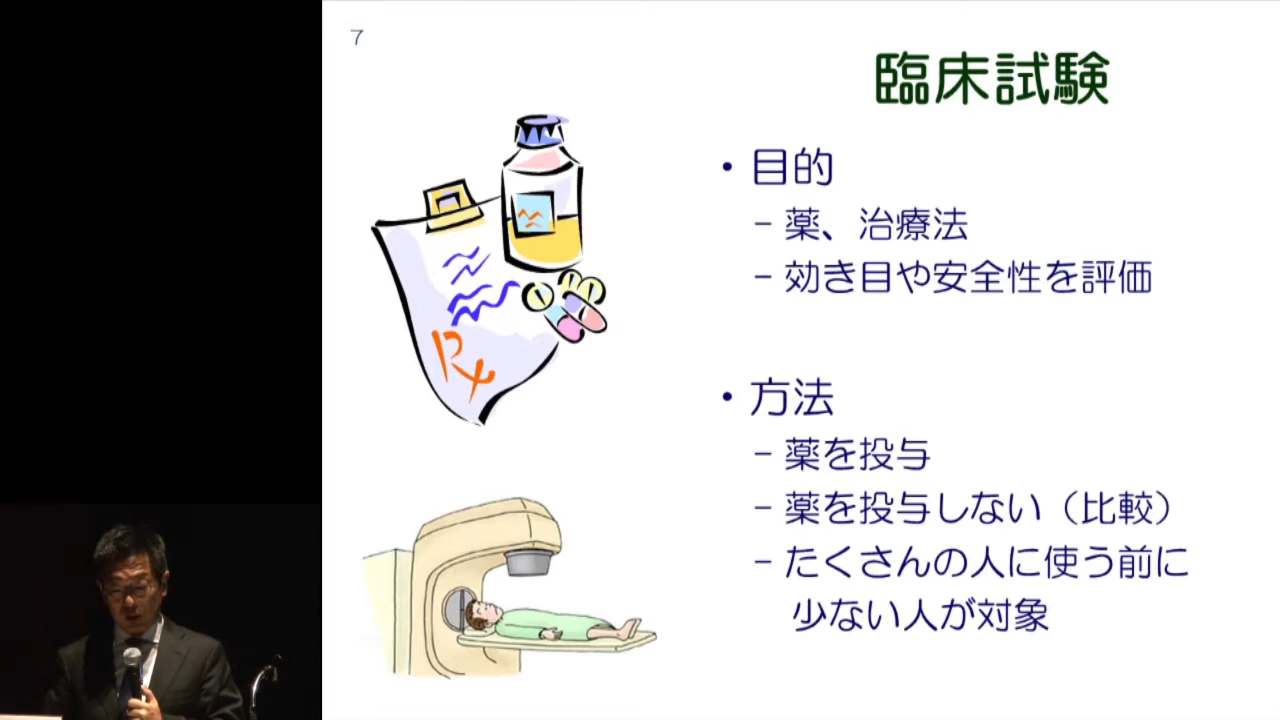 7
臨床試験
・目的
– 薬、治療法
– 効き目や安全性を評価
・方法
– 薬を投与
– 薬を投与しない（比較）
– たくさんの人に使う前に
少ない人が対象
Rx